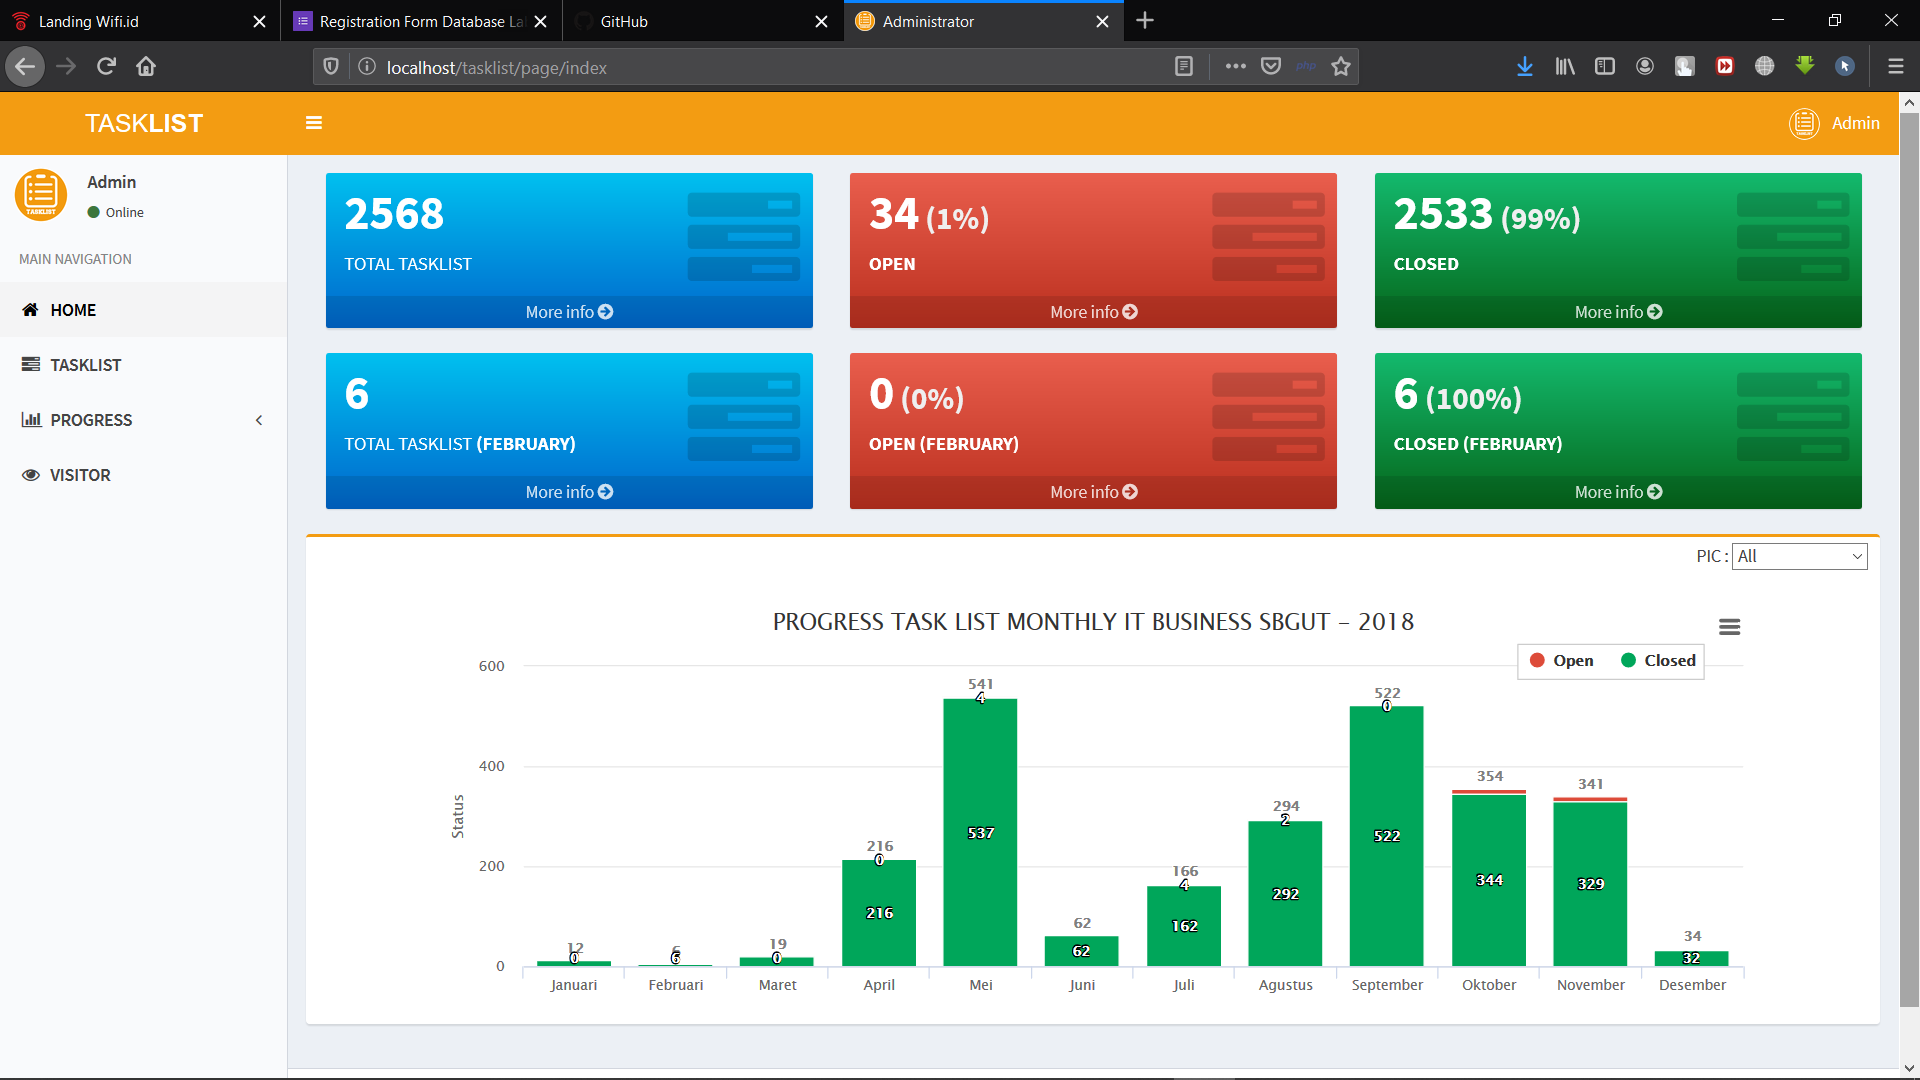 Landing Wifi.id
Registration Form Database La
GitHub
Administrator
localhost/tasklist/page/index
php
TASKLIST
Admin
Admin
Online
MAIN NAVIGATION
HOME
TASKLIST
PROGRESS
VISITOR
2568
TOTAL TASKLIST
More info
34 (1%)
OPEN
More info
2533 (99%)
CLOSED
More info
6
TOTAL TASKLIST (FEBRUARY)
More info
0 (0%)
OPEN (FEBRUARY)
More info
6 (100%)
CLOSED (FEBRUARY)
More info
PIC : All
PROGRESS TASK LIST MONTHLY IT BUSINESS SBGUT – 2018
Open Closed
Status
600
400
200
0
12
0
6
6
19
0
216
0
216
541
4
537
62
62
166
4
162
294
2
292
522
0
522
354
344
341
329
34
32
Januari Februari Maret April Mei Juni Juli Agustus September Oktober November Desember